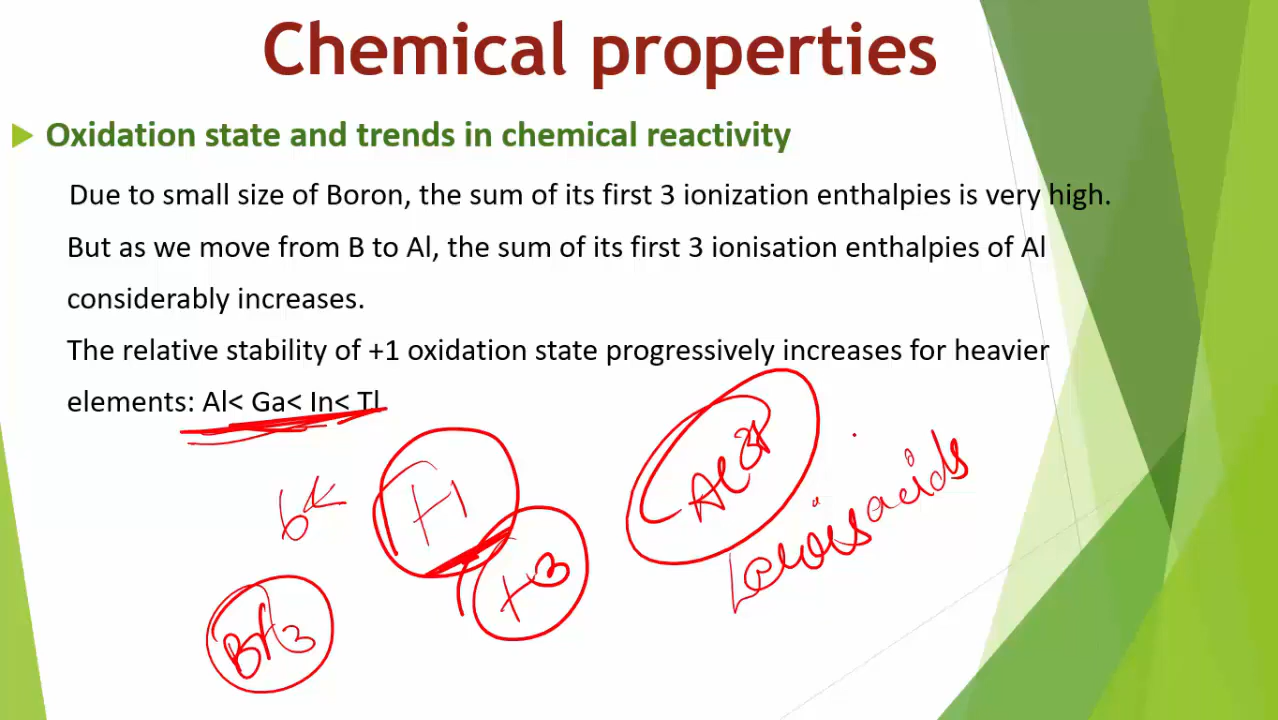 Chemical properties
Oxidation state and trends in chemical reactivity
Due to small size of Boron, the sum of its first 3 ionization enthalpies is very high.
But as we move from B to Al, the sum of its first 3 ionisation enthalpies of Al
considerably increases.
The relative stability of +1 oxidation state progressively increases for heavier
elements: Al< Ga< In< Tl
+1
+3
Lewis acids